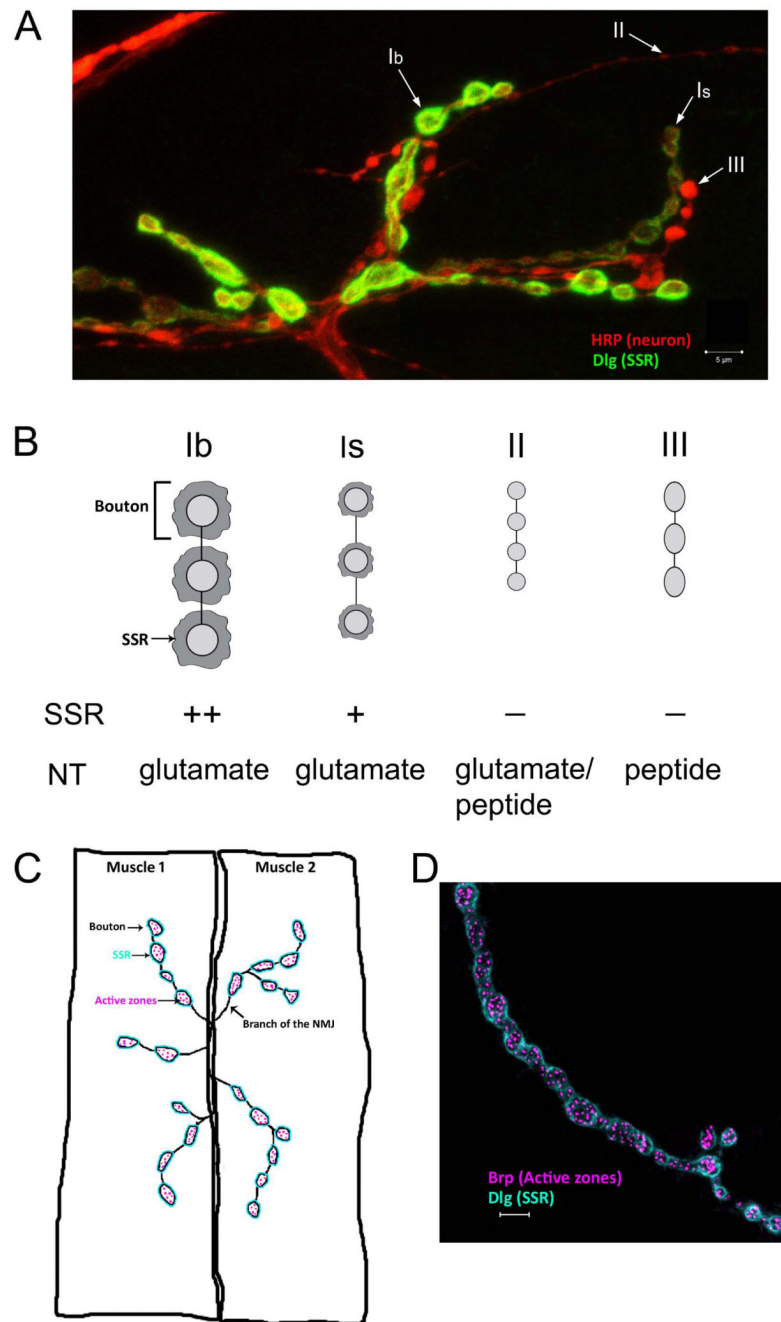 A
Ib
II
Is
III
HRP (neuron)
Dlg (SSR)
5 µm
B
Ib Is II III
Bouton
SSR
SSR ++ + – –
NT glutamate glutamate glutamate/ peptide
peptide
C
Muscle 1 Muscle 2
Bouton
SSR
Active zones
Branch of the NMJ
D
Brp (Active zones)
Dlg (SSR)